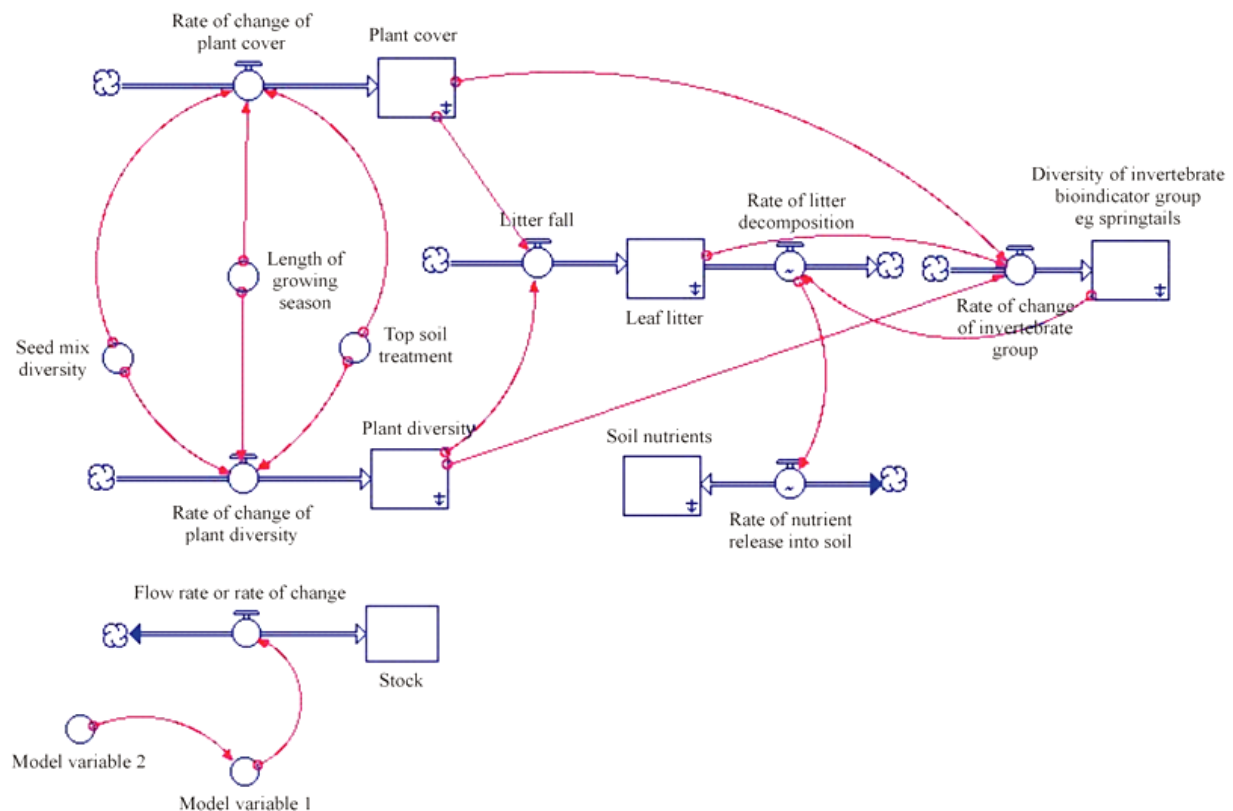 Rate of change of
plant cover
Plant cover
Diversity of invertebrate
bioindicator group
eg springtails
Rate of litter
decomposition
Litter fall
Length of
growing
season
Leaf litter
Rate of change
of invertebrate
group
Seed mix
diversity
Top soil
treatment
Plant diversity
Soil nutrients
Rate of change of
plant diversity
Rate of nutrient
release into soil
~
~
Flow rate or rate of change
Stock
Model variable 2
Model variable 1